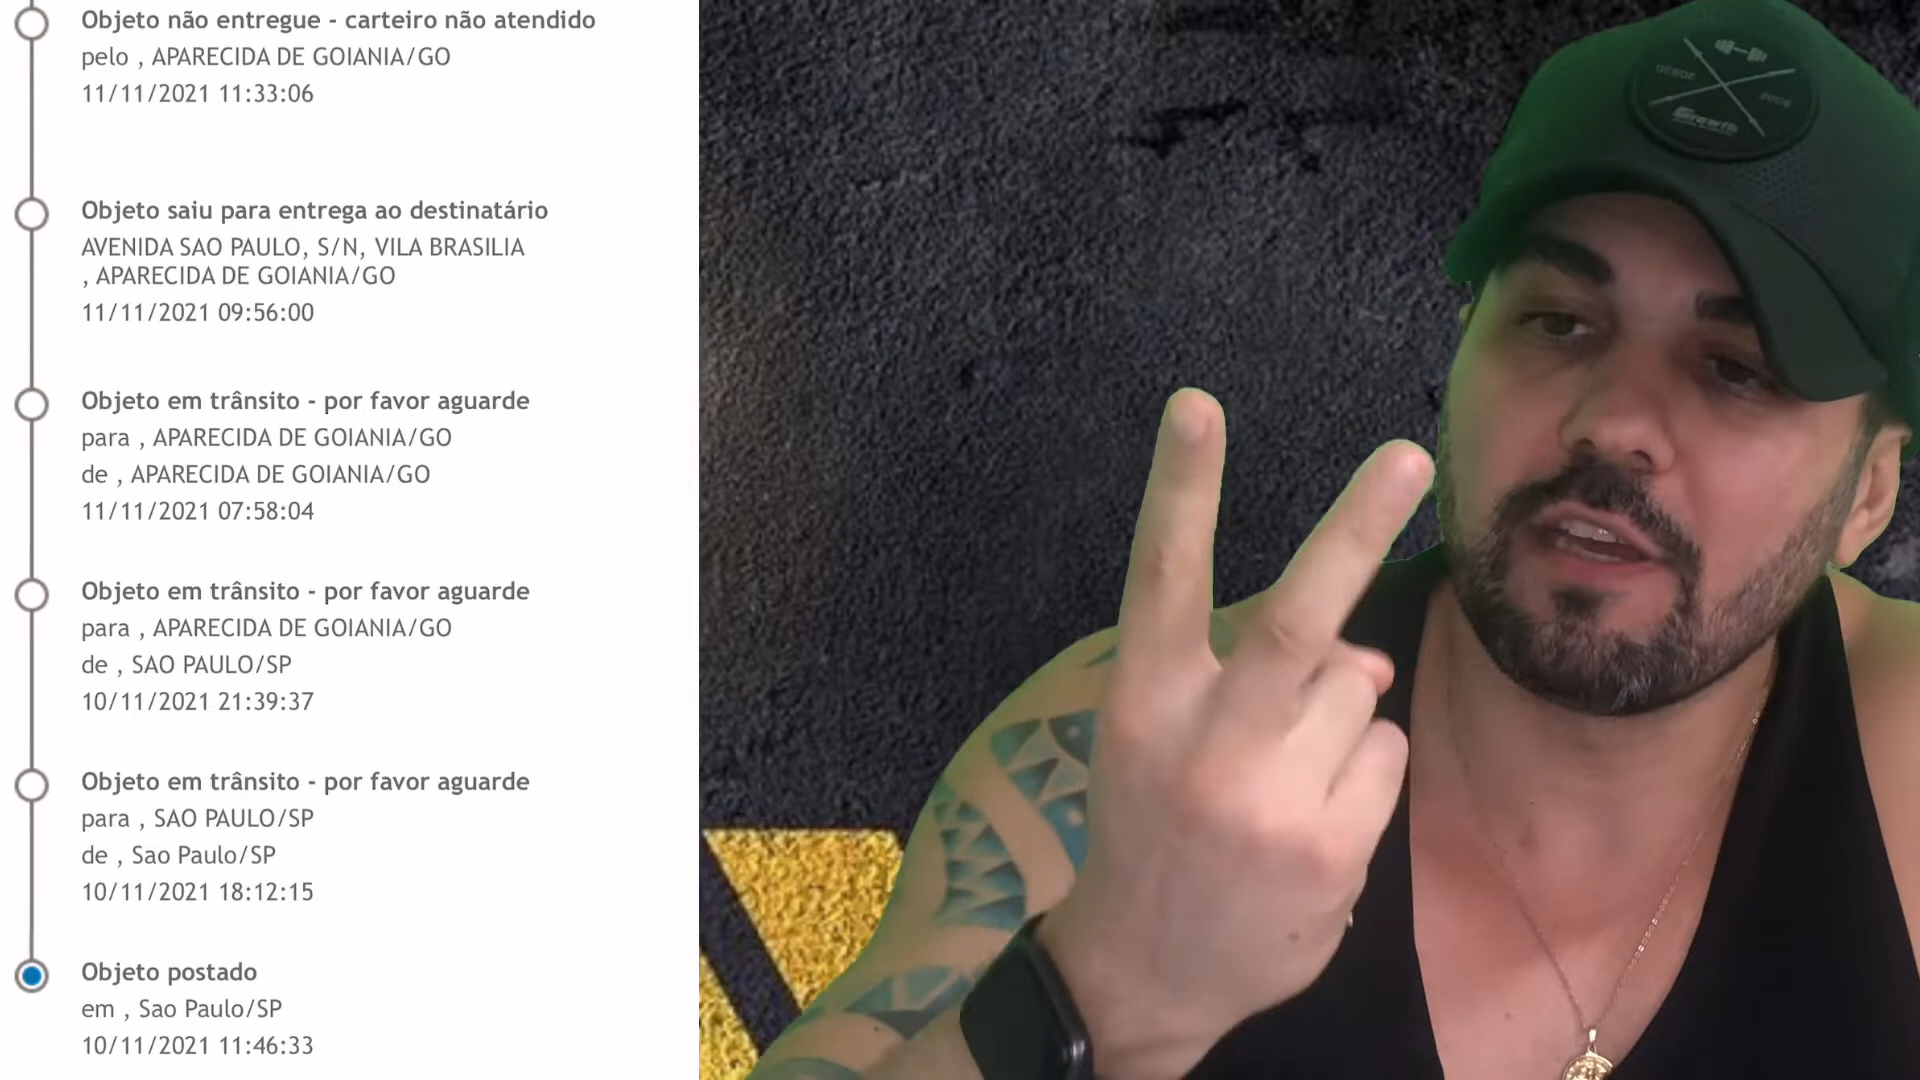 Objeto não entregue - carteiro não atendido
pelo , APARECIDA DE GOIANIA/GO
11/11/2021 11:33:06
Objeto saiu para entrega ao destinatário
AVENIDA SAO PAULO, S/N, VILA BRASILIA
, APARECIDA DE GOIANIA/GO
11/11/2021 09:56:00
Objeto em trânsito - por favor aguarde
para , APARECIDA DE GOIANIA/GO
de , APARECIDA DE GOIANIA/GO
11/11/2021 07:58:04
Objeto em trânsito - por favor aguarde
para , APARECIDA DE GOIANIA/GO
de , SAO PAULO/SP
10/11/2021 21:39:37
Objeto em trânsito - por favor aguarde
para , SAO PAULO/SP
de , Sao Paulo/SP
10/11/2021 18:12:15
Objeto postado
em , Sao Paulo/SP
10/11/2021 11:46:33
Growth